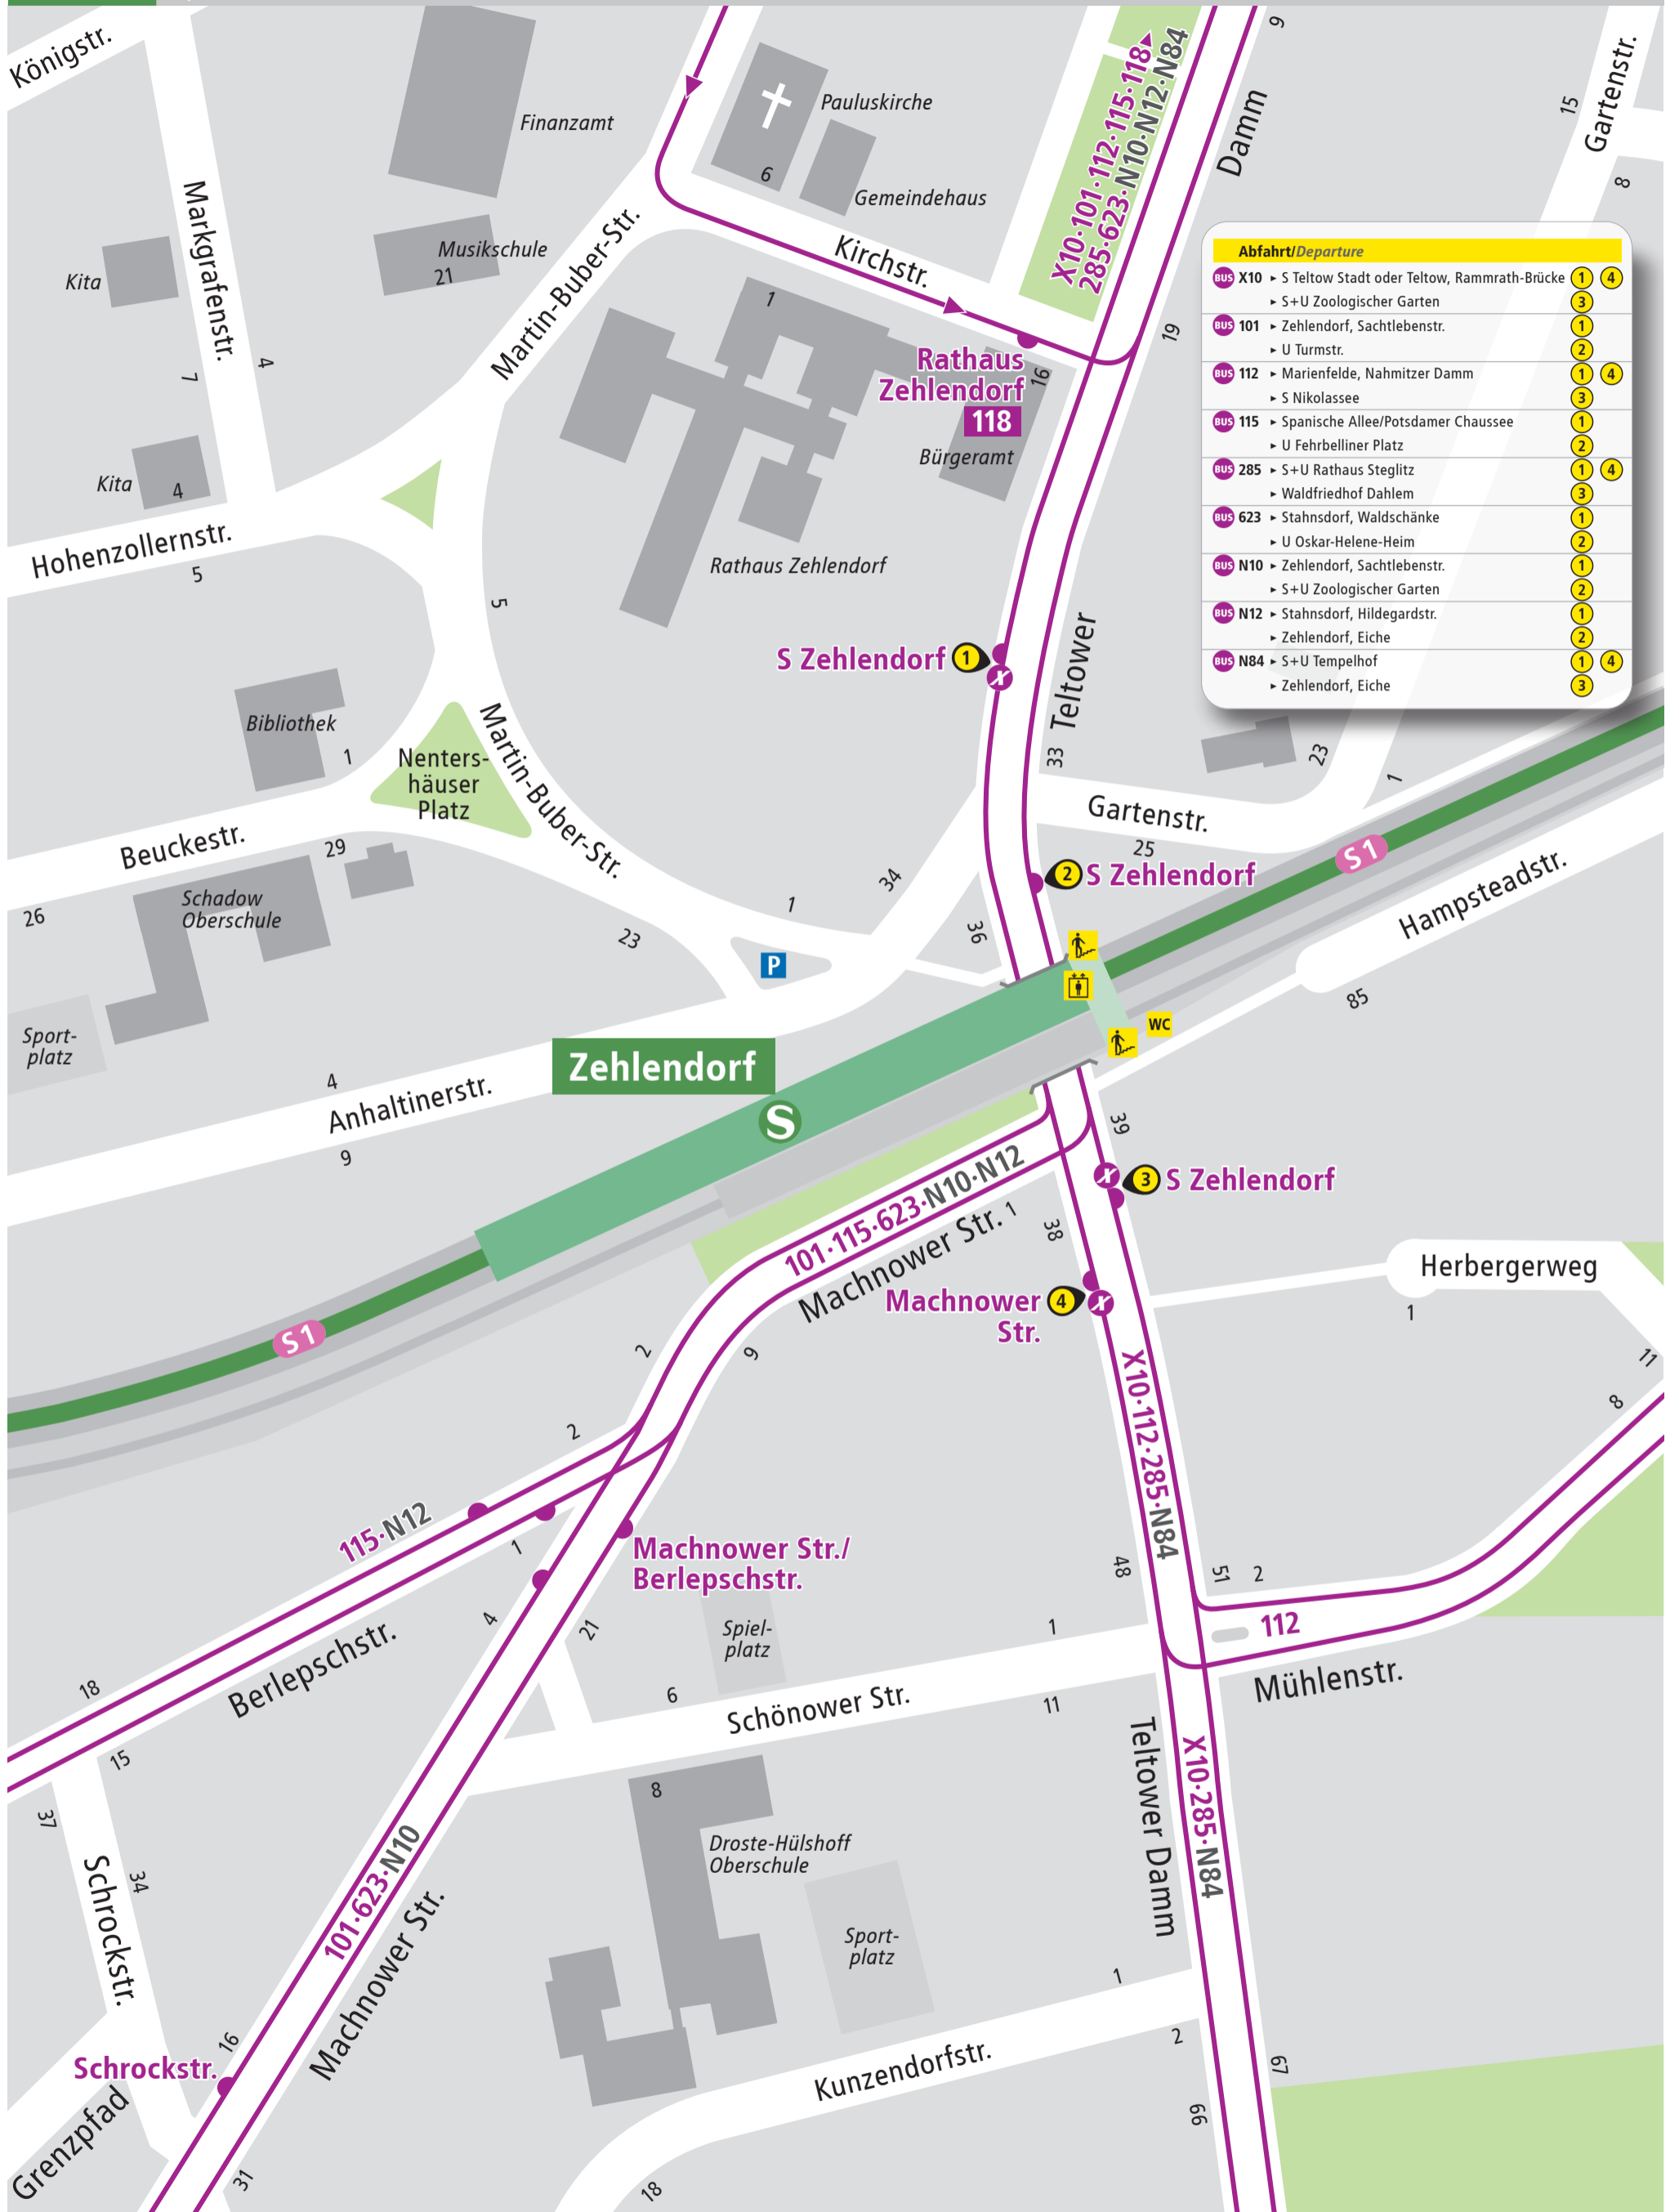 Königstr.
Markgrafenstr.
Finanzamt
Pauluskirche
6
Gemeindehaus
X10·101·112·115·118
285·623·N10·N12·N84
9
Damm
Gartenstr.
15
8
Kita
Musikschule
21
Martin-Buber-Str.
Kirchstr.
19
7
4
1
Rathaus
Zehlendorf
118
16
Bürgeramt
Kita
4
Hohenzollernstr.
5
5
Rathaus Zehlendorf
Abfahrt/Departure
BUS X10 ▸ S Teltow Stadt oder Teltow, Rammrath-Brücke 1 4
▸ S+U Zoologischer Garten 3
BUS 101 ▸ Zehlendorf, Sachtlebenstr. 1
▸ U Turmstr. 2
BUS 112 ▸ Marienfelde, Nahmitzer Damm 1 4
▸ S Nikolassee 3
BUS 115 ▸ Spanische Allee/Potsdamer Chaussee 1
▸ U Fehrbelliner Platz 2
BUS 285 ▸ S+U Rathaus Steglitz 1 4
▸ Waldfriedhof Dahlem 3
BUS 623 ▸ Stahnsdorf, Waldschänke 1
▸ U Oskar-Helene-Heim 2
BUS N10 ▸ Zehlendorf, Sachtlebenstr. 1
▸ S+U Zoologischer Garten 2
BUS N12 ▸ Stahnsdorf, Hildegardstr. 1
▸ Zehlendorf, Eiche 2
BUS N84 ▸ S+U Tempelhof 1 4
▸ Zehlendorf, Eiche 3
S Zehlendorf 1
X
Teltower
33
Bibliothek
1
Nenters-
häuser
Platz
Martin-Buber-Str.
23
1
Gartenstr.
25
Beuckestr.
29
26
Schadow
Oberschule
2 S Zehlendorf
S 1
Hampsteadstr.
34
1
36
23
P
85
WC
Sport-
platz
Zehlendorf
S
4
Anhaltinerstr.
9
39
X
3 S Zehlendorf
101·115·623·N10·N12
Machnower Str.
1
38
Herbergerweg
1
Machnower
Str.
4
X
S 1
2
9
11
8
X10·112·285·N84
2
115·N12
1
Machnower Str./
Berlepschstr.
48
51
2
4
21
Spiel-
platz
1
112
Mühlenstr.
18
Berlepschstr.
6
Schönower Str.
11
15
8
Teltower Damm
X10·285·N84
37
Schrockstr.
34
101·623·N10
Machnower Str.
Droste-Hülshoff
Oberschule
Sport-
platz
1
16
Schrockstr.
Grenzpfad
Kunzendorfstr.
2
67
66
31
18